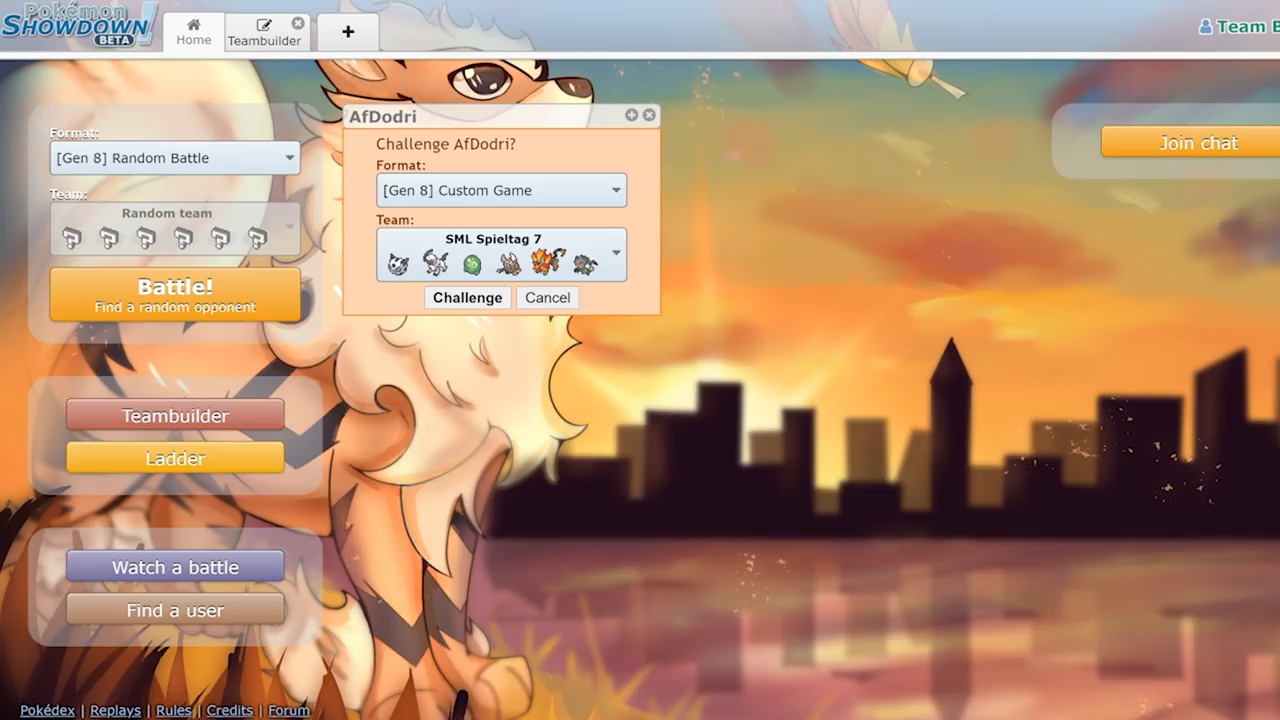 Pokémon
SHOWDOWN!
BETA
Home
Teambuilder
+
Team
Format:
[Gen 8] Random Battle
Team:
Random team
Battle!
Find a random opponent
Teambuilder
Ladder
Watch a battle
Find a user
AfDodri
Challenge AfDodri?
Format:
[Gen 8] Custom Game
Team:
SML Spieltag 7
Challenge Cancel
Join chat
Pokédex | Replays | Rules | Credits | Forum